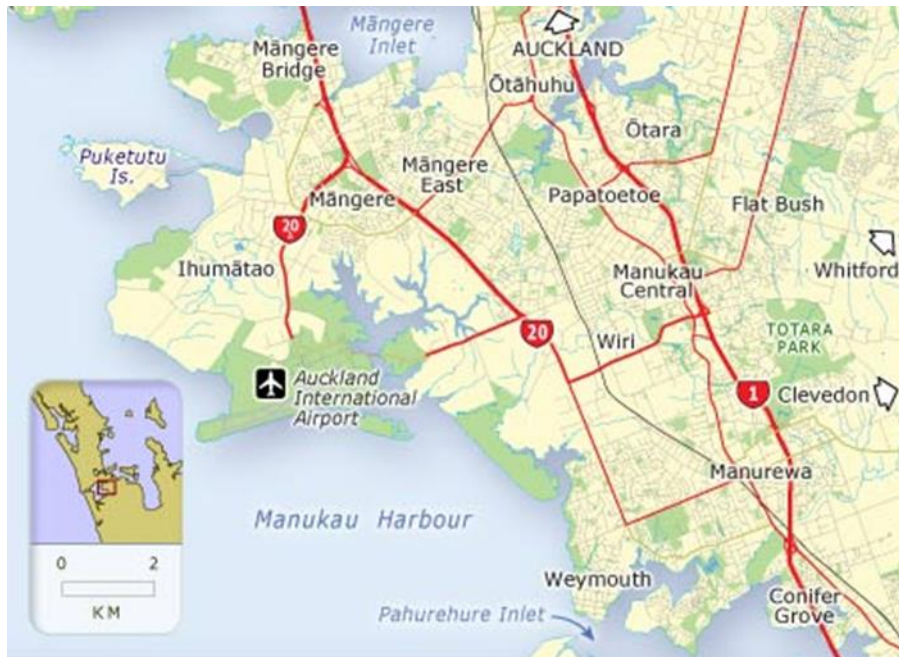 Māngere
Inlet
Māngere
Bridge
AUCKLAND
Ōtāhuhu
Ōtara
Puketutu
Is.
Māngere
East
Māngere
Papatoetoe
Flat Bush
20
A
Ihumātao
Whitford
Manukau
Central
20
Wiri
TOTARA
PARK
Auckland
International
Airport
1
Clevedon
Manurewa
Manukau Harbour
0 2
KM
Weymouth
Conifer
Grove
Pahurehure Inlet